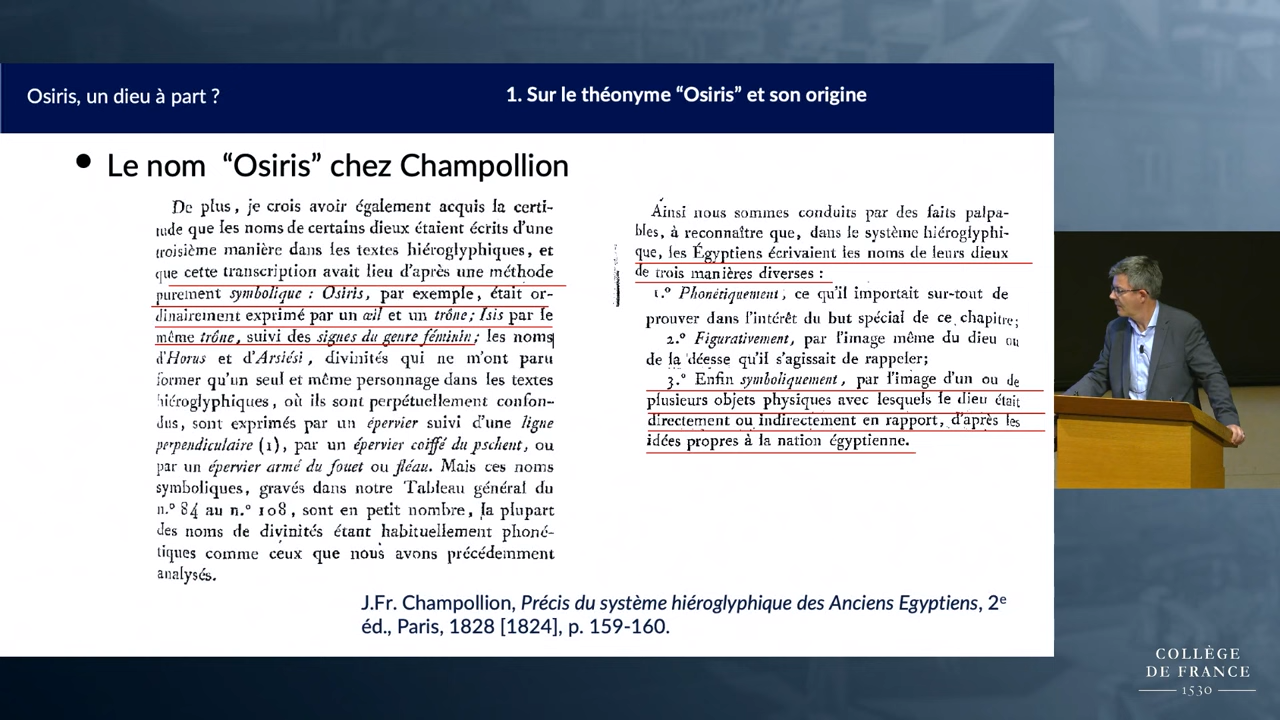 Osiris, un dieu à part ?
1. Sur le théonyme “Osiris” et son origine
• Le nom “Osiris” chez Champollion
De plus, je crois avoir également acquis la certi-
tude que les noms de certains dieux étaient écrits d'une
troisième manière dans les textes hiéroglyphiques, et
que cette transcription avait lieu d'après une méthode
purement symbolique : Osiris, par exemple, était or-
dinairement exprimé par un œil et un trône; Isis par le
même trône, suivi des signes du genre féminin; les noms
d'Horus et d'Arsiési, divinités qui ne m'ont paru
former qu'un seul et même personnage dans les textes
hiéroglyphiques, où ils sont perpétuellement confon-
dus, sont exprimés par un épervier suivi d'une ligne
perpendiculaire (1), par un épervier coiffé du pschent, ou
par un épervier armé du fouet ou fléau. Mais ces noms
symboliques, gravés dans notre Tableau général du
n.° 84 au n.° 108, sont en petit nombre, la plupart
des noms de divinités étant habituellement phoné-
tiques comme ceux que nous avons précédemment
analysés.
Ainsi nous sommes conduits par des faits palpa-
bles, à reconnaître que, dans le système hiéroglyphi-
que, les Égyptiens écrivaient les noms de leurs dieux
de trois manières diverses :
1.° Phonétiquement, ce qu'il importait sur-tout de
prouver dans l'intérêt du but spécial de ce chapitre;
2.° Figurativement, par l'image même du dieu ou
de la déesse qu'il s'agissait de rappeler;
3.° Enfin symboliquement, par l'image d'un ou de
plusieurs objets physiques avec lesquels le dieu était
directement ou indirectement en rapport, d'après les
idées propres à la nation égyptienne.
J.Fr. Champollion, Précis du système hiéroglyphique des Anciens Egyptiens, 2e
éd., Paris, 1828 [1824], p. 159-160.
COLLÈGE
DE FRANCE
1530